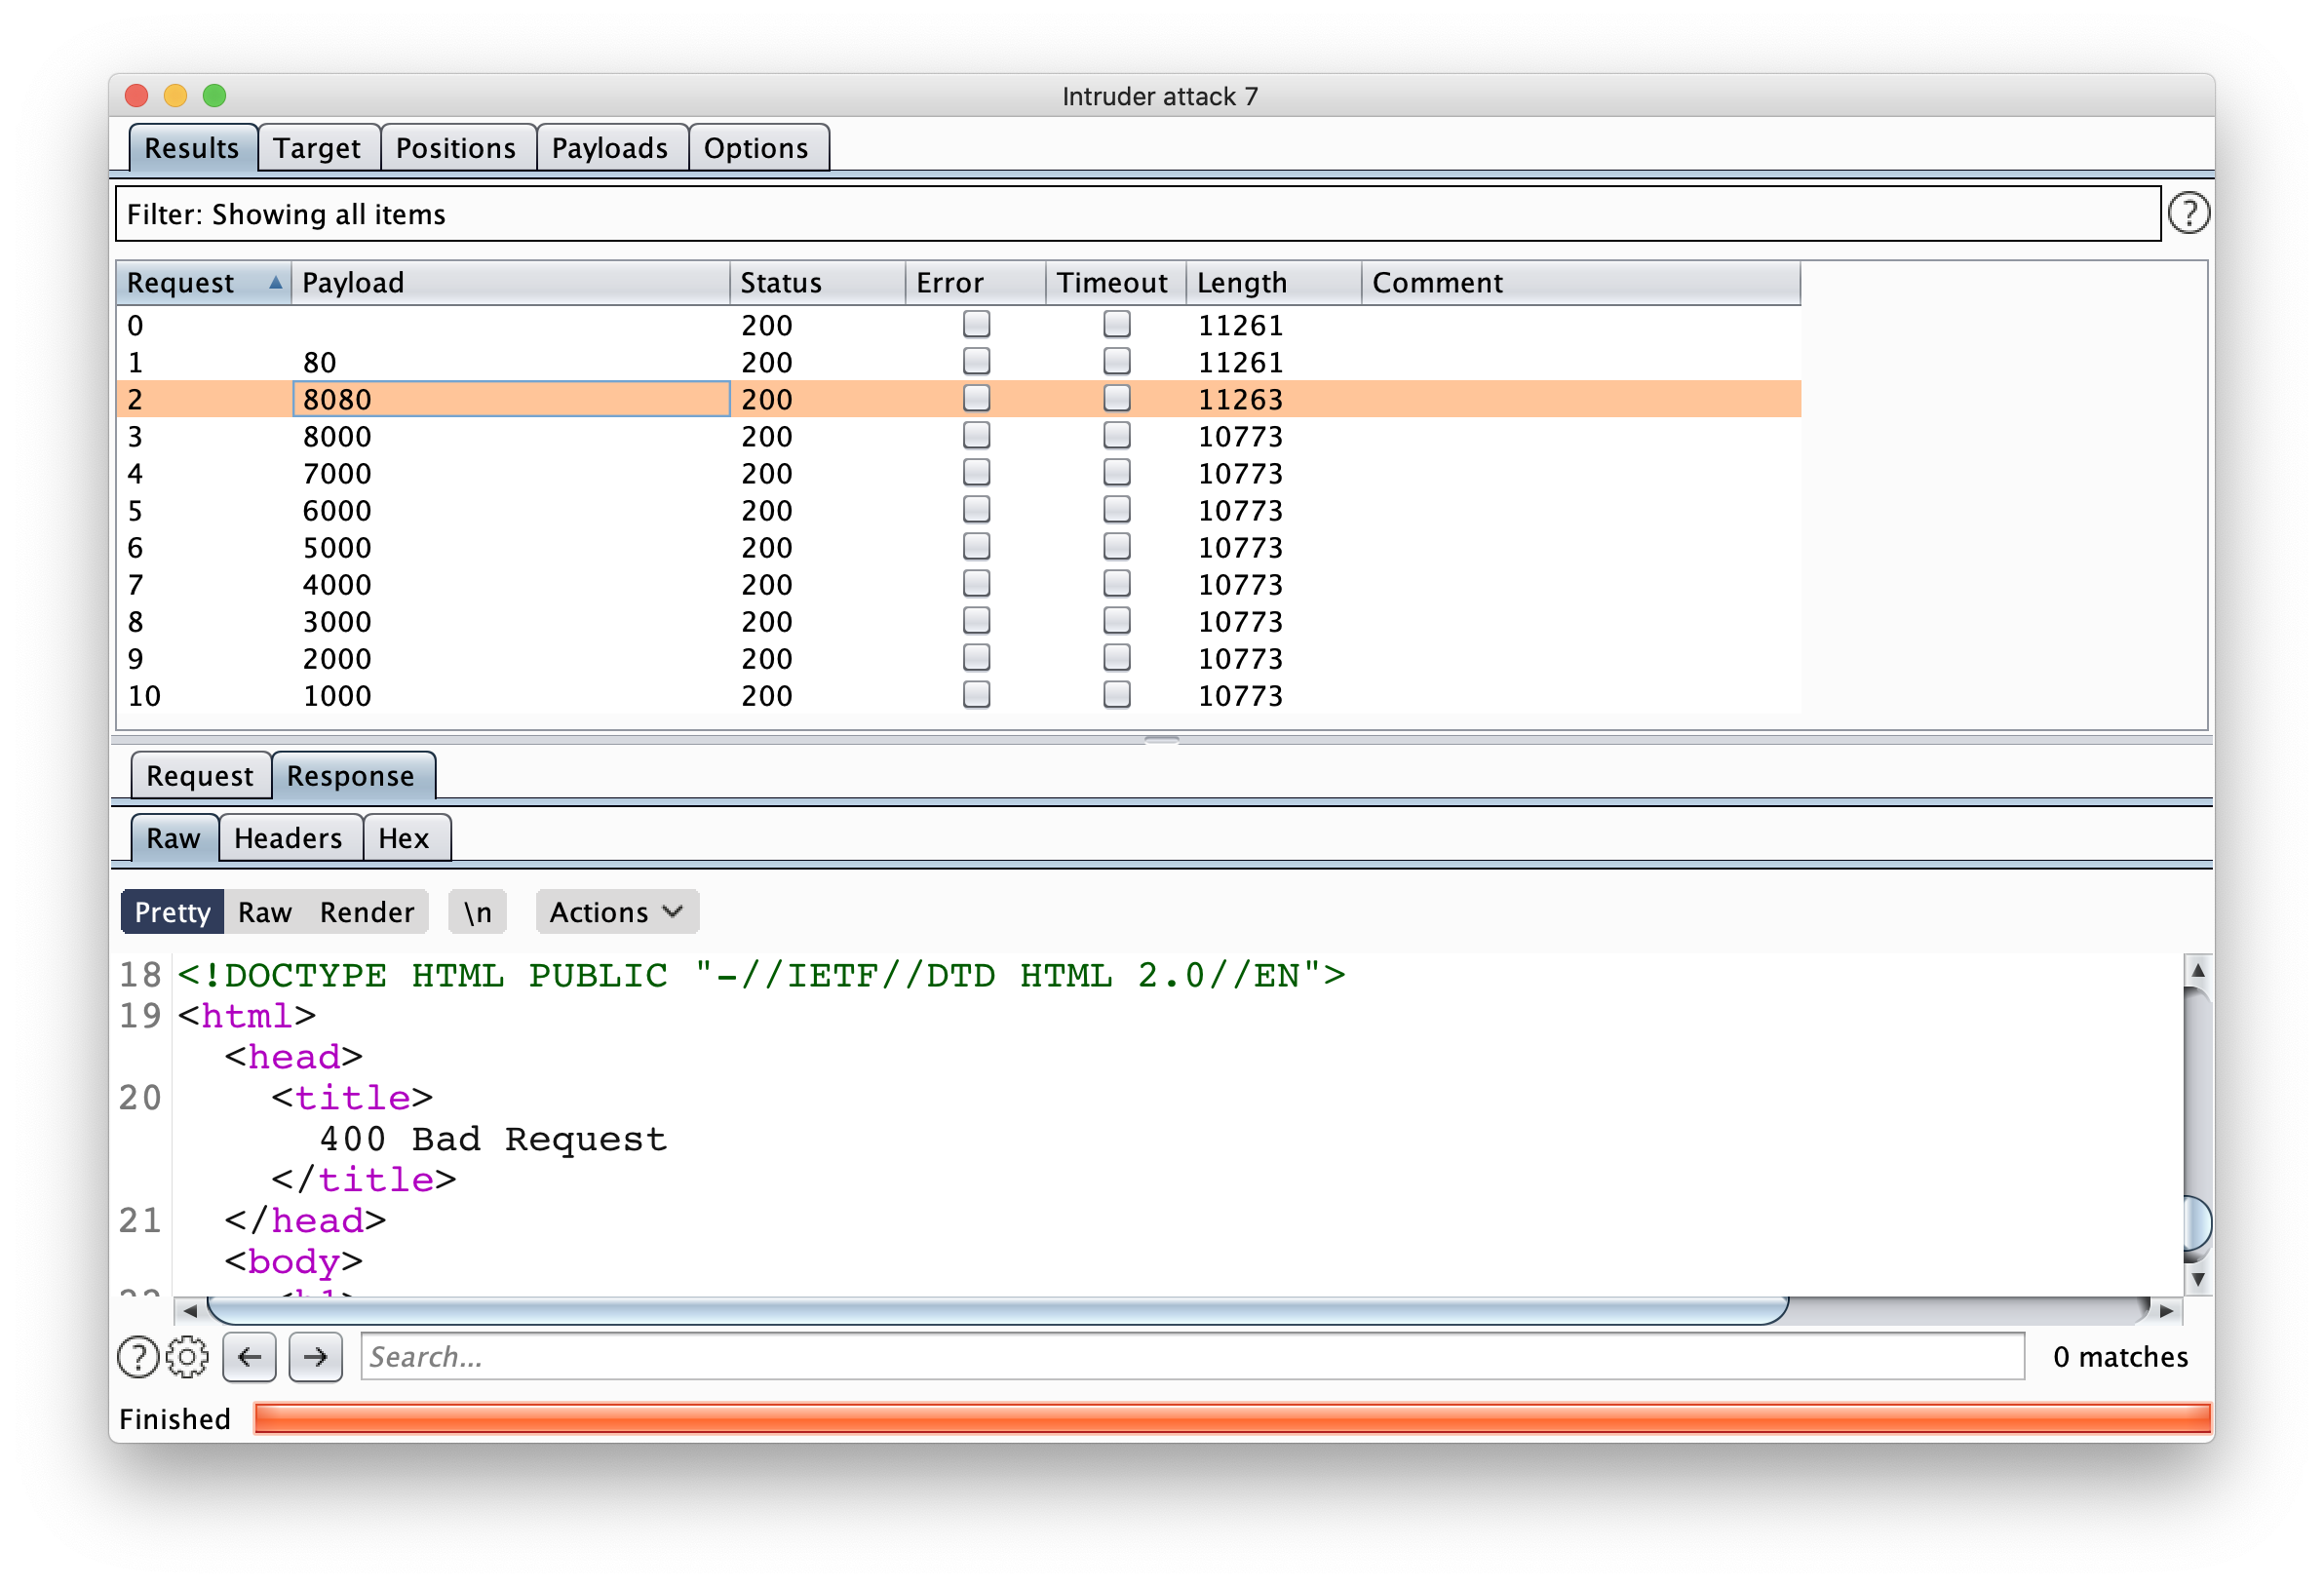 Intruder attack 7
Results Target Positions Payloads Options
Filter: Showing all items
?
Request Payload Status Error Timeout Length Comment
0 200 11261
1 80 200 11261
2 8080 200 11263
3 8000 200 10773
4 7000 200 10773
5 6000 200 10773
6 5000 200 10773
7 4000 200 10773
8 3000 200 10773
9 2000 200 10773
10 1000 200 10773
Request Response
Raw Headers Hex
Pretty Raw Render \n Actions
18 <!DOCTYPE HTML PUBLIC "-//IETF//DTD HTML 2.0//EN">
19 <html>
<head>
20 <title>
400 Bad Request
</title>
21 </head>
<body>
22 <h1>
? Search... 0 matches
Finished